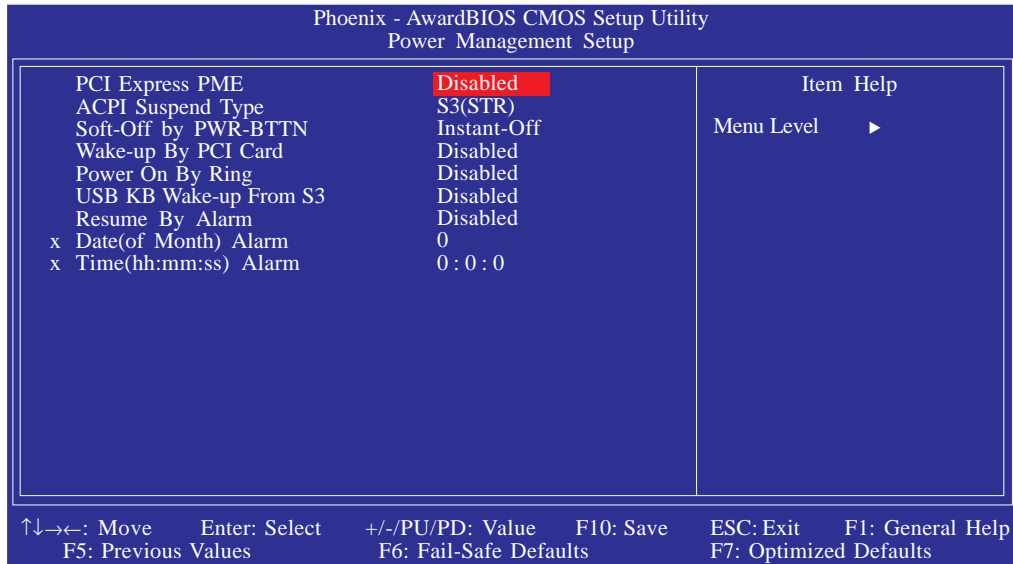 Phoenix - AwardBIOS CMOS Setup Utility
Power Management Setup
PCI Express PME Disabled
ACPI Suspend Type S3(STR)
Soft-Off by PWR-BTTN Instant-Off
Wake-up By PCI Card Disabled
Power On By Ring Disabled
USB KB Wake-up From S3 Disabled
Resume By Alarm Disabled
x Date(of Month) Alarm 0
x Time(hh:mm:ss) Alarm 0 : 0 : 0
Item Help
Menu Level ►
↑↓→←: Move Enter: Select +/-/PU/PD: Value F10: Save ESC: Exit F1: General Help
F5: Previous Values F6: Fail-Safe Defaults F7: Optimized Defaults